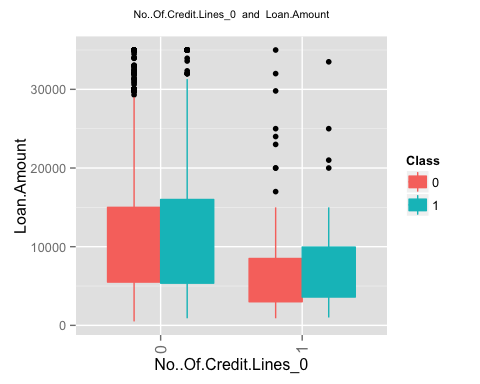 No..Of.Credit.Lines_0 and Loan.Amount
Loan.Amount
30000
20000
10000
0
0
1
No..Of.Credit.Lines_0
Class
0
1